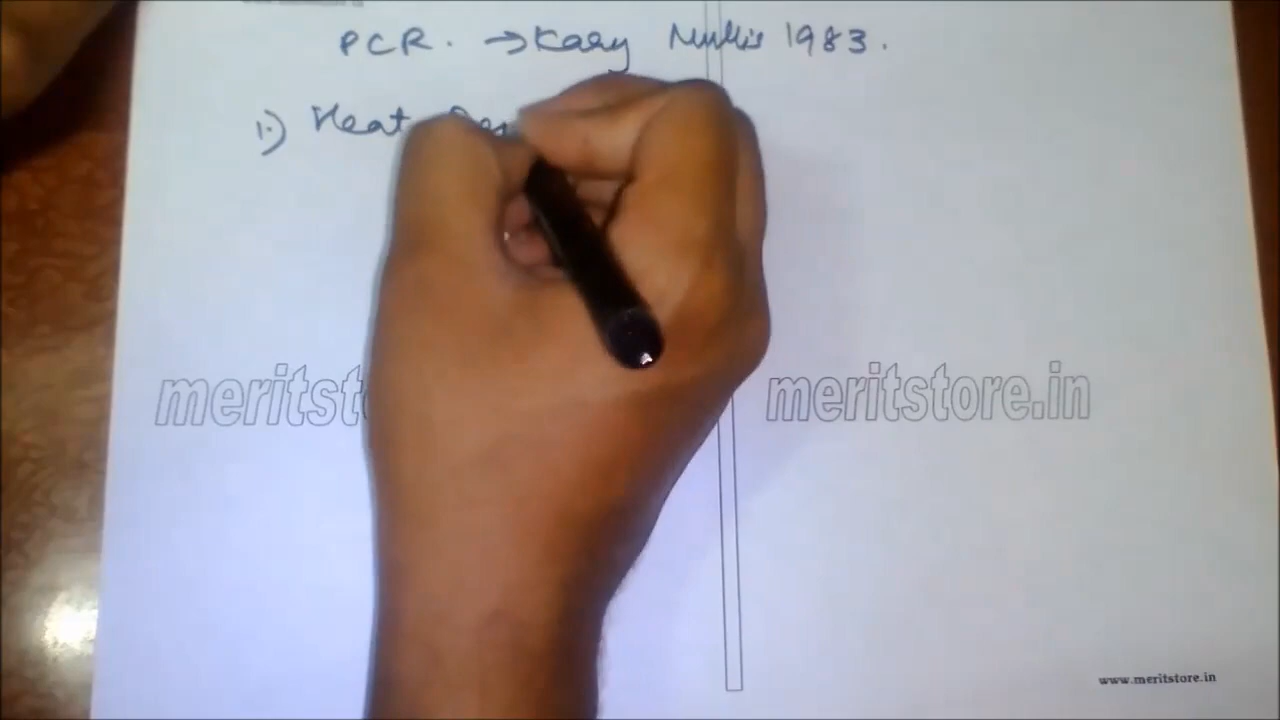 PCR. → Kary Mullis 1983.
1.) Heat
meritst
meritstore.in
www.meritstore.in